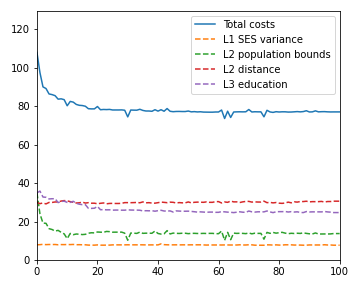 120
100
80
60
40
20
0
0 20 40 60 80 100
Total costs
L1 SES variance
L2 population bounds
L2 distance
L3 education